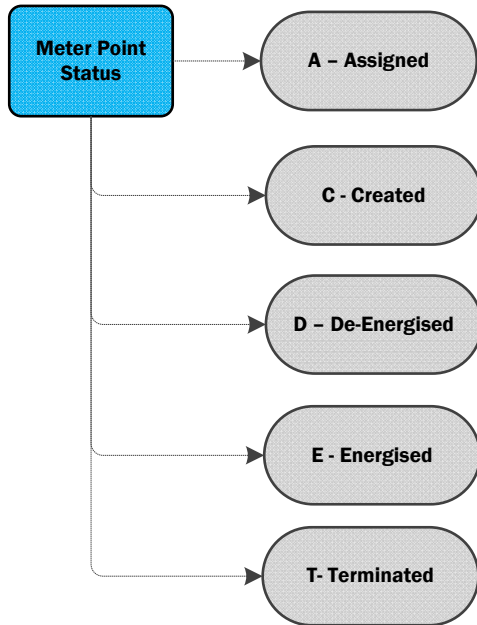 Meter Point
Status
A – Assigned
C - Created
D – De-Energised
E - Energised
T- Terminated